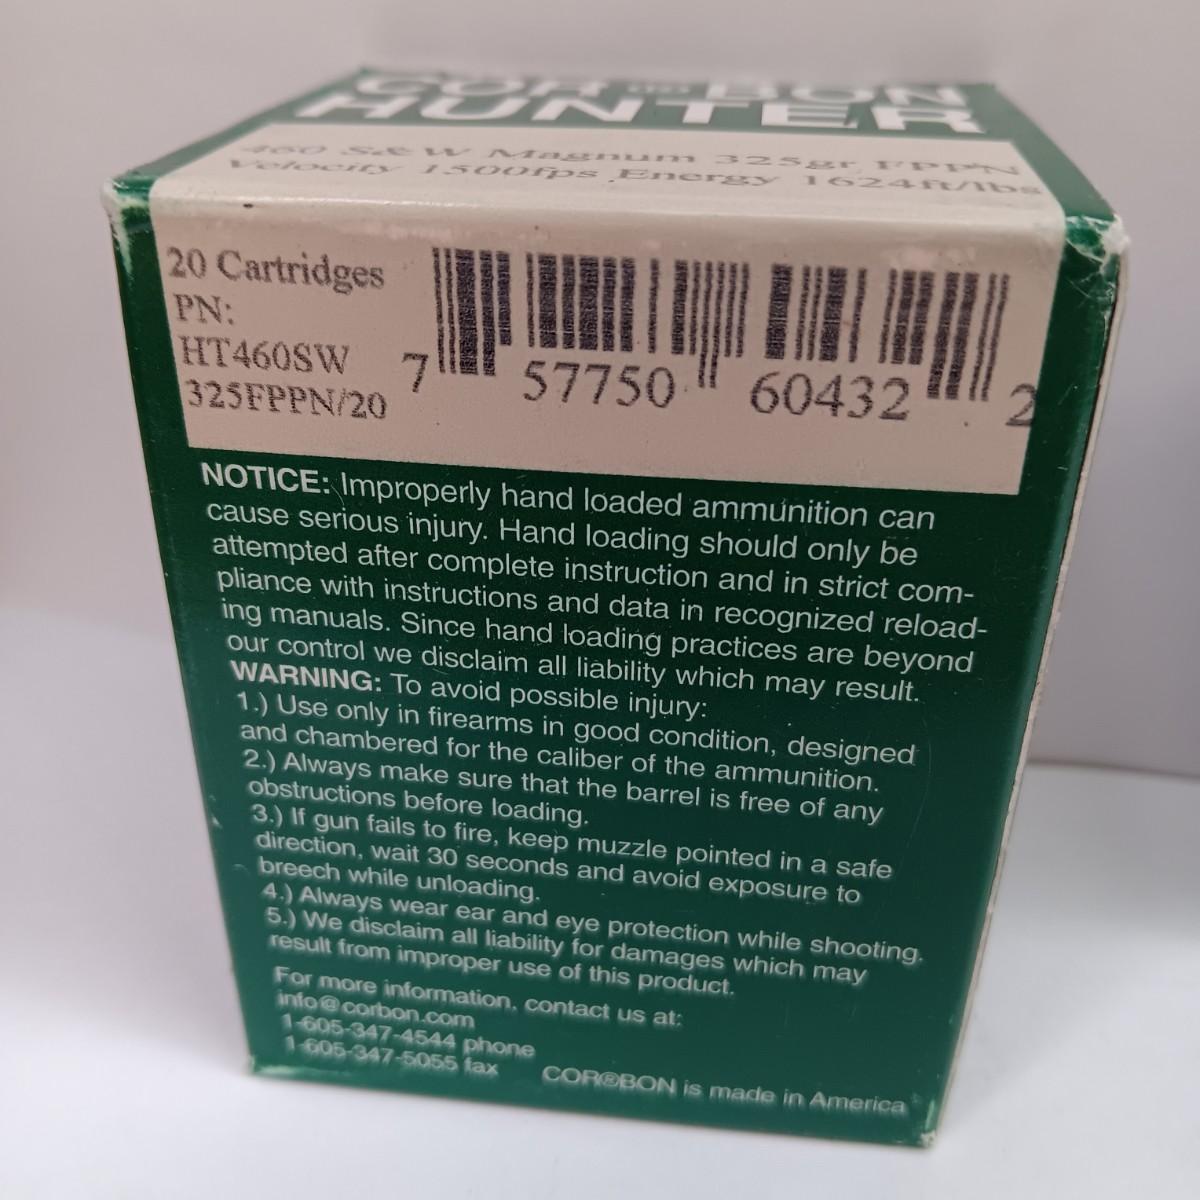 COR®BON
HUNTER
460 S&W Magnum 325gr FPPN
Velocity 1500fps Energy 1624ft/lbs
20 Cartridges
PN:
HT460SW
325FPPN/20
7 57750 60432 2
NOTICE: Improperly hand loaded ammunition can
cause serious injury. Hand loading should only be
attempted after complete instruction and in strict com-
pliance with instructions and data in recognized reload-
ing manuals. Since hand loading practices are beyond
our control we disclaim all liability which may result.
WARNING: To avoid possible injury:
1.) Use only in firearms in good condition, designed
and chambered for the caliber of the ammunition.
2.) Always make sure that the barrel is free of any
obstructions before loading.
3.) If gun fails to fire, keep muzzle pointed in a safe
direction, wait 30 seconds and avoid exposure to
breech while unloading.
4.) Always wear ear and eye protection while shooting.
5.) We disclaim all liability for damages which may
result from improper use of this product.
For more information, contact us at:
info@corbon.com
1-605-347-4544 phone
1-605-347-5055 fax
COR®BON is made in America